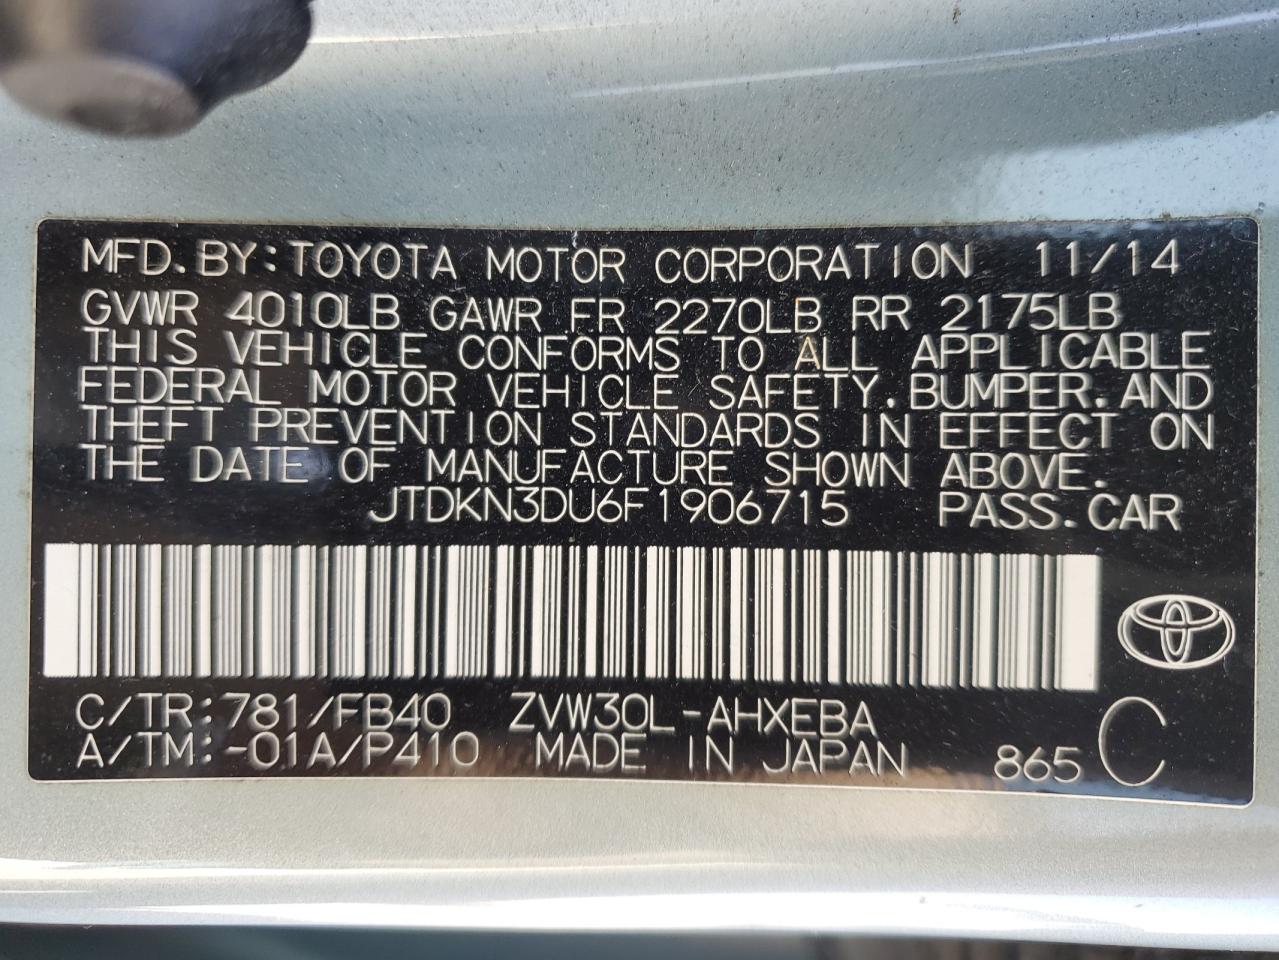 MFD. BY: TOYOTA MOTOR CORPORATION 11/14
GVWR 4010LB GAWR FR 2270LB RR 2175LB
THIS VEHICLE CONFORMS TO ALL APPLICABLE
FEDERAL MOTOR VEHICLE SAFETY. BUMPER. AND
THEFT PREVENTION STANDARDS IN EFFECT ON
THE DATE OF MANUFACTURE SHOWN ABOVE.
JTDKN3DU6F1906715 PASS. CAR
C/TR: 781/FB40 ZVW30L-AHXEBA
A/TM: -01A/P410 MADE IN JAPAN 865 C